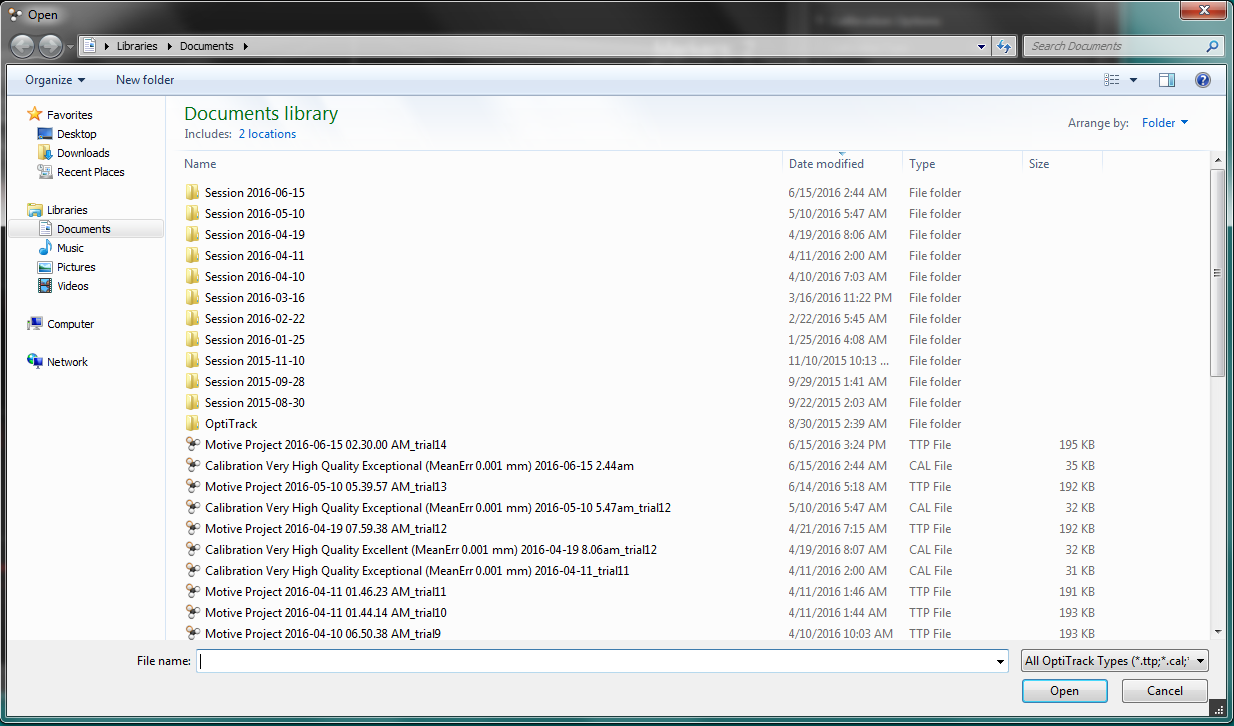 Open
Libraries Documents
Search Documents
Organize New folder
Favorites
Desktop
Downloads
Recent Places
Libraries
Documents
Music
Pictures
Videos
Computer
Network
Documents library
Includes: 2 locations
Arrange by: Folder
Name Date modified Type Size
Session 2016-06-15 6/15/2016 2:44 AM File folder
Session 2016-05-10 5/10/2016 5:47 AM File folder
Session 2016-04-19 4/19/2016 8:06 AM File folder
Session 2016-04-11 4/11/2016 2:00 AM File folder
Session 2016-04-10 4/10/2016 7:03 AM File folder
Session 2016-03-16 3/16/2016 11:22 PM File folder
Session 2016-02-22 2/22/2016 5:45 AM File folder
Session 2016-01-25 1/25/2016 4:08 AM File folder
Session 2015-11-10 11/10/2015 10:13 ... File folder
Session 2015-09-28 9/29/2015 1:41 AM File folder
Session 2015-08-30 9/22/2015 2:03 AM File folder
OptiTrack 8/30/2015 2:39 AM File folder
Motive Project 2016-06-15 02.30.00 AM_trial14 6/15/2016 3:24 PM TTP File 195 KB
Calibration Very High Quality Exceptional (MeanErr 0.001 mm) 2016-06-15 2.44am 6/15/2016 2:44 AM CAL File 35 KB
Motive Project 2016-05-10 05.39.57 AM_trial13 6/14/2016 5:18 AM TTP File 192 KB
Calibration Very High Quality Exceptional (MeanErr 0.001 mm) 2016-05-10 5.47am_trial12 5/10/2016 5:47 AM CAL File 32 KB
Motive Project 2016-04-19 07.59.38 AM_trial12 4/21/2016 7:15 AM TTP File 192 KB
Calibration Very High Quality Excellent (MeanErr 0.001 mm) 2016-04-19 8.06am_trial12 4/19/2016 8:07 AM CAL File 32 KB
Calibration Very High Quality Exceptional (MeanErr 0.001 mm) 2016-04-11_trial11 4/11/2016 2:00 AM CAL File 31 KB
Motive Project 2016-04-11 01.46.23 AM_trial11 4/11/2016 1:46 AM TTP File 191 KB
Motive Project 2016-04-11 01.44.14 AM_trial10 4/11/2016 1:44 AM TTP File 193 KB
Motive Project 2016-04-10 06.50.38 AM_trial9 4/10/2016 10:03 AM TTP File 193 KB
File name: All OptiTrack Types (*.ttp;*.cal;*
Open Cancel